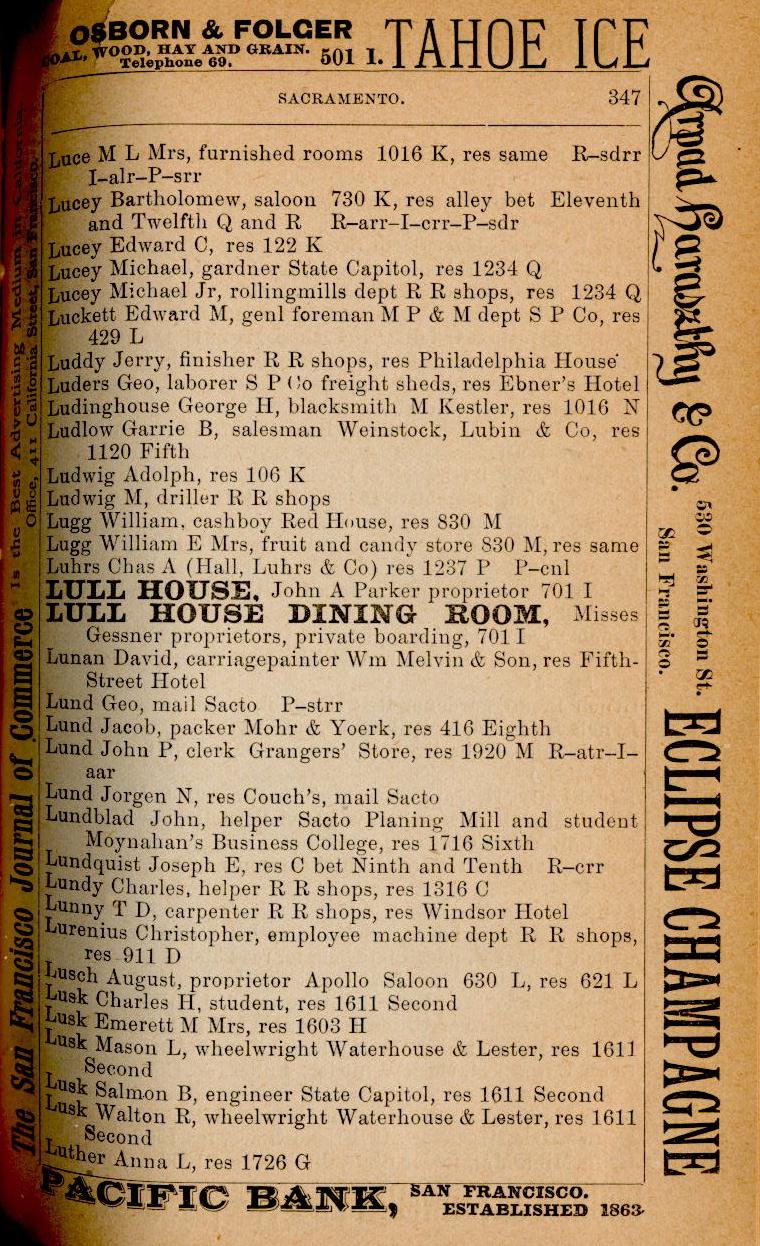 OSBORN & FOLGER
COAL, WOOD, HAY AND GRAIN.
Telephone 69.
501 I.
TAHOE ICE
SACRAMENTO. 347
Luce M L Mrs, furnished rooms 1016 K, res same R–sdrr
I–alr–P–srr
Lucey Bartholomew, saloon 730 K, res alley bet Eleventh
and Twelfth Q and R R–arr–I–crr–P–sdr
Lucey Edward C, res 122 K
Lucey Michael, gardner State Capitol, res 1234 Q
Lucey Michael Jr, rollingmills dept R R shops, res 1234 Q
Luckett Edward M, genl foreman M P & M dept S P Co, res
429 L
Luddy Jerry, finisher R R shops, res Philadelphia House
Luders Geo, laborer S P Co freight sheds, res Ebner's Hotel
Ludinghouse George H, blacksmith M Kestler, res 1016 N
Ludlow Garrie B, salesman Weinstock, Lubin & Co, res
1120 Fifth
Ludwig Adolph, res 106 K
Ludwig M, driller R R shops
Lugg William, cashboy Red House, res 830 M
Lugg William E Mrs, fruit and candy store 830 M, res same
Luhrs Chas A (Hall, Luhrs & Co) res 1237 P P–cnl
LULL HOUSE, John A Parker proprietor 701 I
LULL HOUSE DINING ROOM, Misses
Gessner proprietors, private boarding, 701 I
Lunan David, carriagepainter Wm Melvin & Son, res Fifth-
Street Hotel
Lund Geo, mail Sacto P–strr
Lund Jacob, packer Mohr & Yoerk, res 416 Eighth
Lund John P, clerk Grangers' Store, res 1920 M R–atr–I–
aar
Lund Jorgen N, res Couch's, mail Sacto
Lundblad John, helper Sacto Planing Mill and student
Moynahan's Business College, res 1716 Sixth
Lundquist Joseph E, res C bet Ninth and Tenth R–crr
Lundy Charles, helper R R shops, res 1316 C
Lunny T D, carpenter R R shops, res Windsor Hotel
Lurenius Christopher, employee machine dept R R shops,
res 911 D
Lusch August, proprietor Apollo Saloon 630 L, res 621 L
Lusk Charles H, student, res 1611 Second
Lusk Emerett M Mrs, res 1603 H
Lusk Mason L, wheelwright Waterhouse & Lester, res 1611
Second
Lusk Salmon B, engineer State Capitol, res 1611 Second
Lusk Walton R, wheelwright Waterhouse & Lester, res 1611
Second
Luther Anna L, res 1726 G
PACIFIC BANK, SAN FRANCISCO.
ESTABLISHED 1863.
The San Francisco Journal of Commerce Is the Best Advertising Medium in California.
Office, 411 California Street, San Francisco.
Arpad Haraszthy & Co.
530 Washington St.
San Francisco.
ECLIPSE CHAMPAGNE